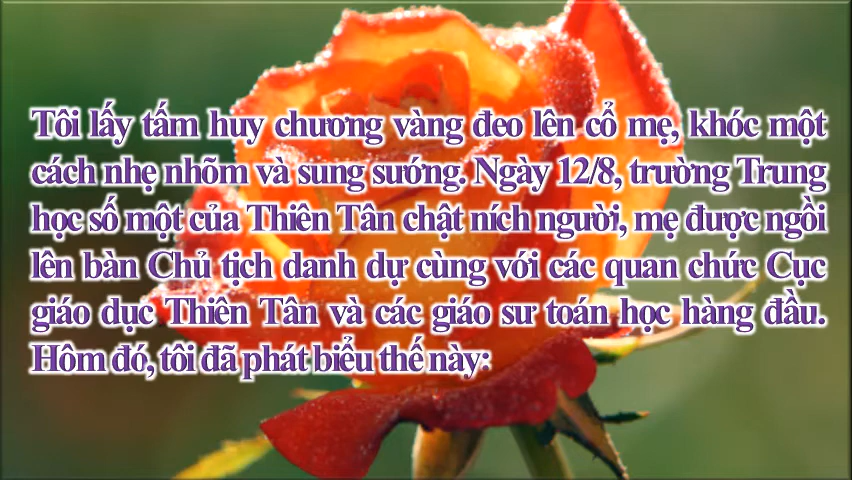 Tôi lấy tấm huy chương vàng đeo lên cổ mẹ, khóc một
cách nhẹ nhõm và sung sướng. Ngày 12/8, trường Trung
học số một của Thiên Tân chật ních người, mẹ được ngồi
lên bàn Chủ tịch danh dự cùng với các quan chức Cục
giáo dục Thiên Tân và các giáo sư toán học hàng đầu.
Hôm đó, tôi đã phát biểu thế này: